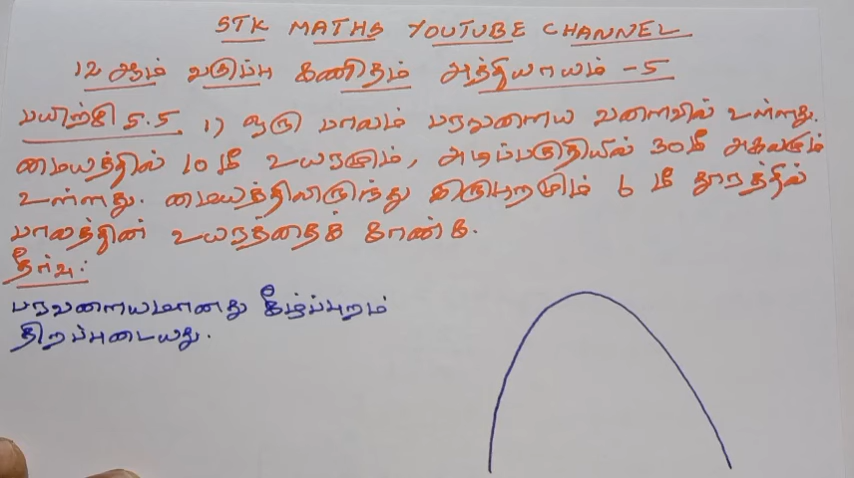 STK MATHS YOUTUBE CHANNEL
12 ஆம் வகுப்பு கணிதம் அத்தியாயம் - 5
பயிற்சி 5.5 1) ஒரு பாலம் பரவளைய வளைவில் உள்ளது.
மையத்தில் 10 மீ உயரமும், அடிப்பகுதியில் 30 மீ அகலமும்
உள்ளது. மையத்திலிருந்து இருபுறமும் 6 மீ தூரத்தில்
பாலத்தின் உயரத்தைக் காண்க.
தீர்வு:
பரவளையமானது கீழ்ப்புறம்
திறப்புடையது.